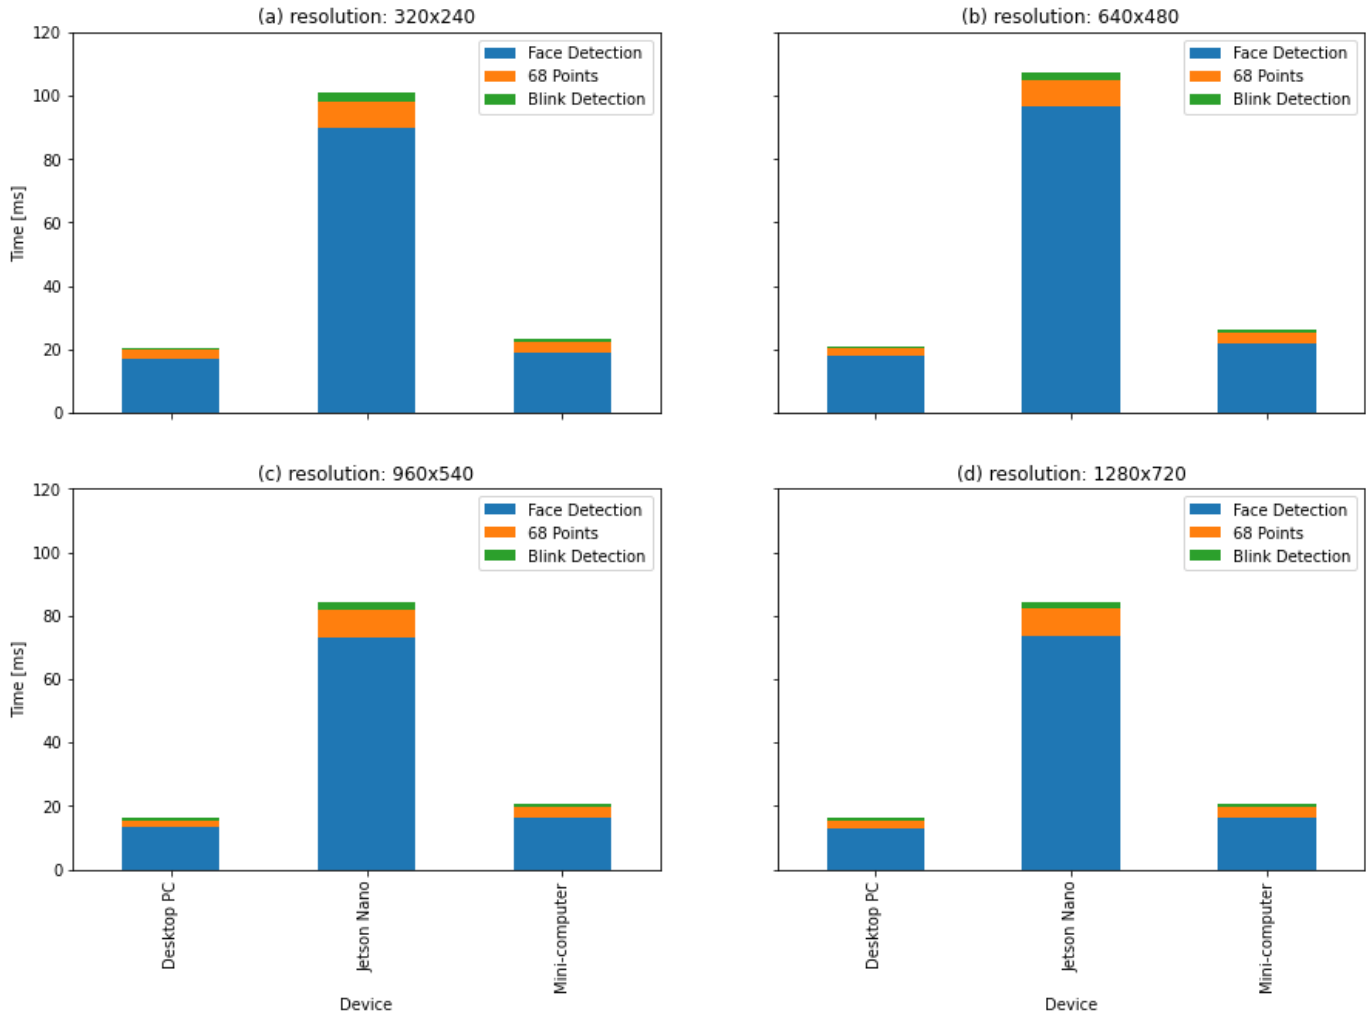 (a) resolution: 320x240
120
100
80
60
40
20
0
Time [ms]
Face Detection
68 Points
Blink Detection
(b) resolution: 640x480
Face Detection
68 Points
Blink Detection
(c) resolution: 960x540
120
100
80
60
40
20
0
Time [ms]
Face Detection
68 Points
Blink Detection
Desktop PC
Jetson Nano
Mini-computer
Device
(d) resolution: 1280x720
Face Detection
68 Points
Blink Detection
Desktop PC
Jetson Nano
Mini-computer
Device